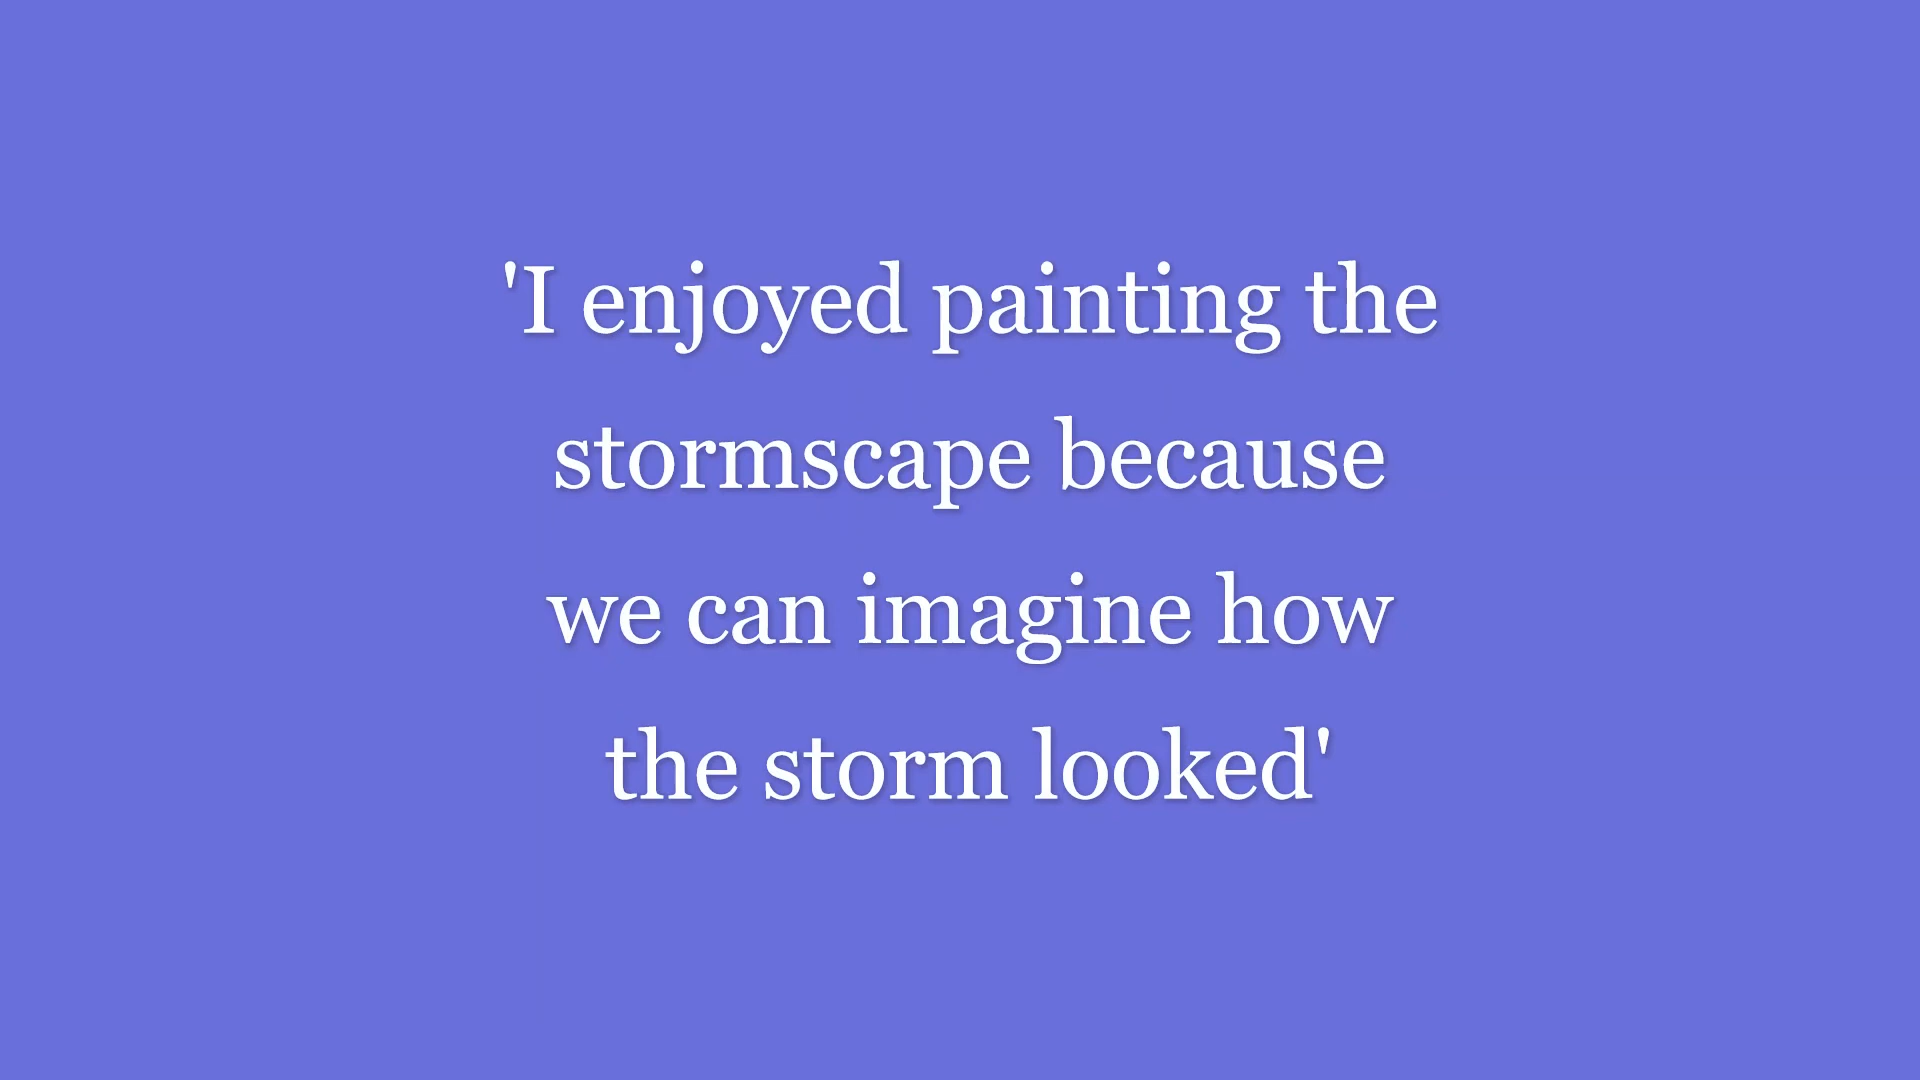 'I enjoyed painting the
stormscape because
we can imagine how
the storm looked'